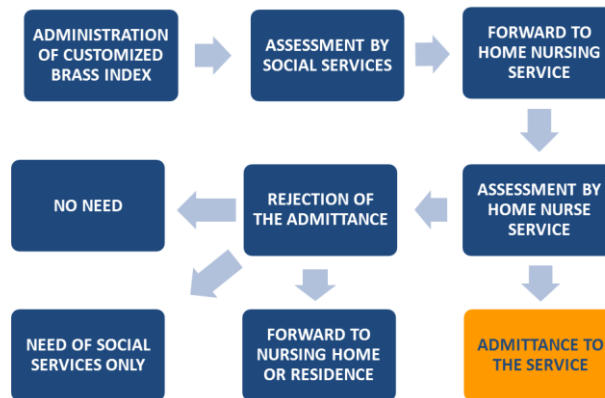 ADMINISTRATION
OF CUSTOMIZED
BRASS INDEX
ASSESSMENT BY
SOCIAL SERVICES
FORWARD TO
HOME NURSING
SERVICE
NO NEED
REJECTION OF
THE ADMITTANCE
ASSESSMENT BY
HOME NURSE
SERVICE
NEED OF SOCIAL
SERVICES ONLY
FORWARD TO
NURSING HOME
OR RESIDENCE
ADMITTANCE TO
THE SERVICE